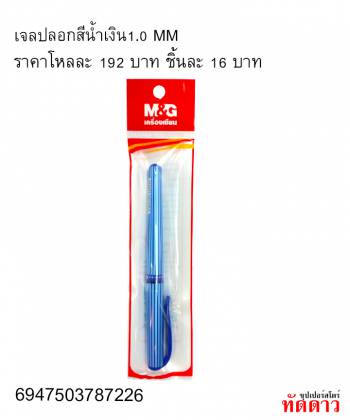 เจลปลอกสีน้ำเงิน1.0 MM
ราคาโหลละ 192 บาท ชิ้นละ 16 บาท
M&G
เครื่องเขียน
6947503787226
ซุปเปอร์สโตร์
ทัดดาว